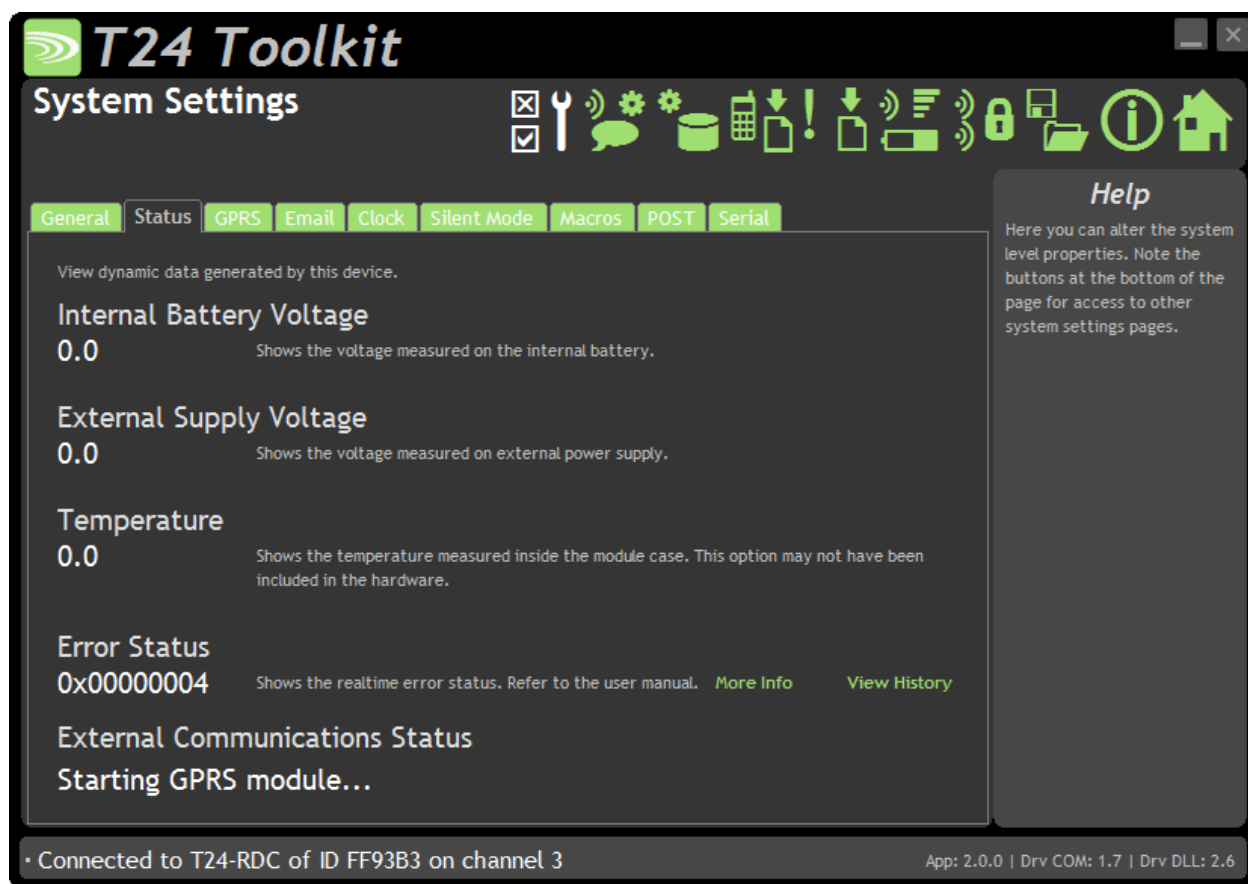 T24 Toolkit
System Settings
General Status GPRS Email Clock Silent Mode Macros POST Serial
View dynamic data generated by this device.
Internal Battery Voltage
0.0 Shows the voltage measured on the internal battery.
External Supply Voltage
0.0 Shows the voltage measured on external power supply.
Temperature
0.0 Shows the temperature measured inside the module case. This option may not have been
included in the hardware.
Error Status
0x00000004 Shows the realtime error status. Refer to the user manual. More Info View History
External Communications Status
Starting GPRS module...
Help
Here you can alter the system
level properties. Note the
buttons at the bottom of the
page for access to other
system settings pages.
Connected to T24-RDC of ID FF93B3 on channel 3
App: 2.0.0 | Drv COM: 1.7 | Drv DLL: 2.6